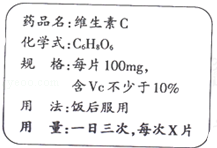 药品名:维生素C
化学式:C₆H₈O₆
规 格:每片100mg,
含Vc不少于10%
用 法:饭后服用
用 量:一日三次,每次X片